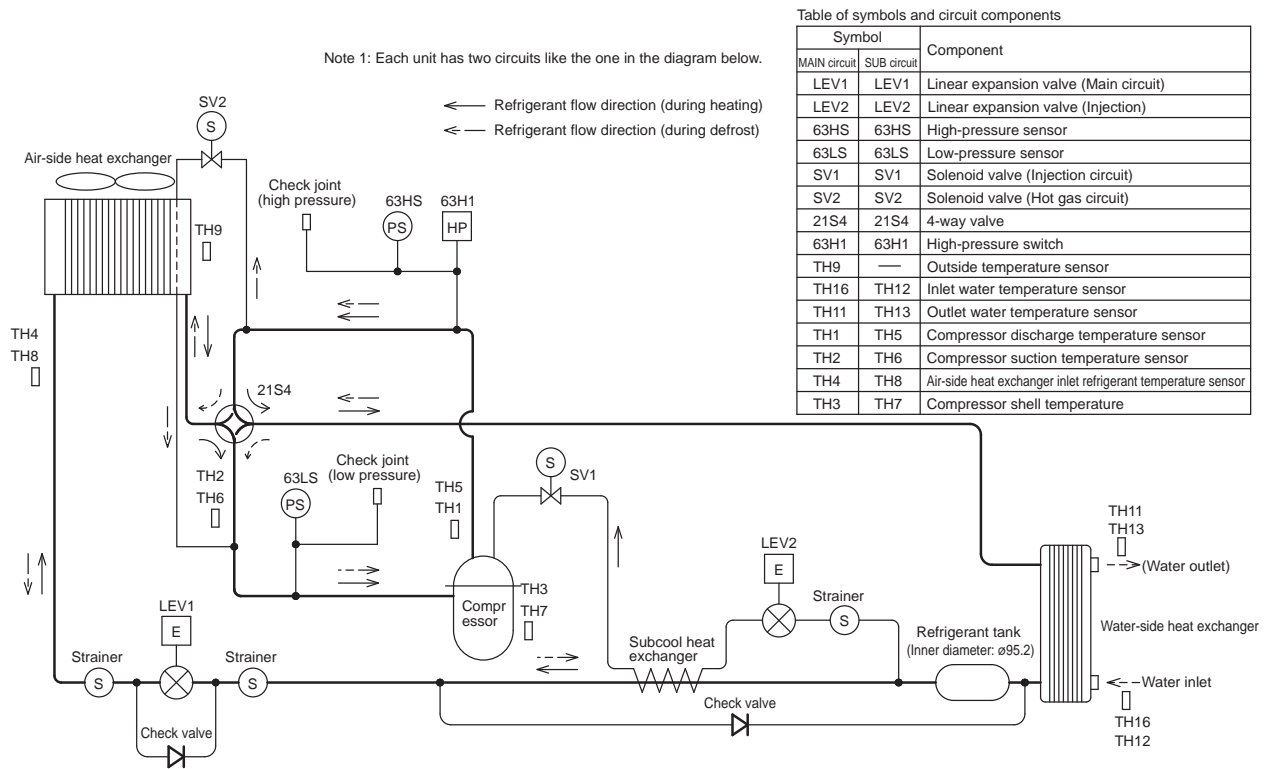 Table of symbols and circuit components
Symbol
Component
MAIN circuit SUB circuit
LEV1 LEV1 Linear expansion valve (Main circuit)
LEV2 LEV2 Linear expansion valve (Injection)
63HS 63HS High-pressure sensor
63LS 63LS Low-pressure sensor
SV1 SV1 Solenoid valve (Injection circuit)
SV2 SV2 Solenoid valve (Hot gas circuit)
21S4 21S4 4-way valve
63H1 63H1 High-pressure switch
TH9 — Outside temperature sensor
TH16 TH12 Inlet water temperature sensor
TH11 TH13 Outlet water temperature sensor
TH1 TH5 Compressor discharge temperature sensor
TH2 TH6 Compressor suction temperature sensor
TH4 TH8 Air-side heat exchanger inlet refrigerant temperature sensor
TH3 TH7 Compressor shell temperature
Note 1: Each unit has two circuits like the one in the diagram below.
Refrigerant flow direction (during heating)
Refrigerant flow direction (during defrost)
SV2
S
Air-side heat exchanger
TH9
Check joint
(high pressure)
63HS
PS
63H1
HP
TH4
TH8
21S4
TH2
TH6
63LS
PS
Check joint
(low pressure)
TH5
TH1
S
SV1
TH11
TH13
(Water outlet)
LEV2
E
Strainer
S
Compr
essor
TH3
TH7
LEV1
E
Strainer
S
Strainer
S
Check valve
Subcool heat
exchanger
Refrigerant tank
(Inner diameter: ø95.2)
Water-side heat exchanger
Check valve
Water inlet
TH16
TH12